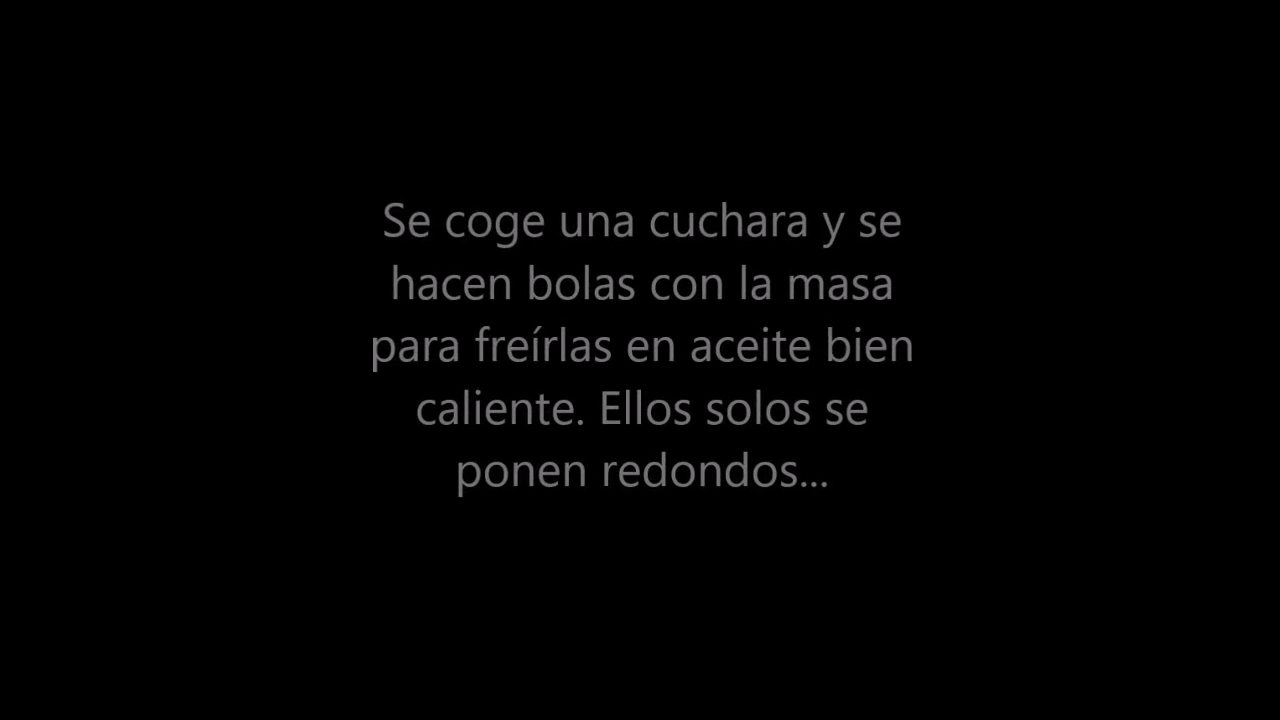 Se coge una cuchara y se
hacen bolas con la masa
para freírlas en aceite bien
caliente. Ellos solos se
ponen redondos...